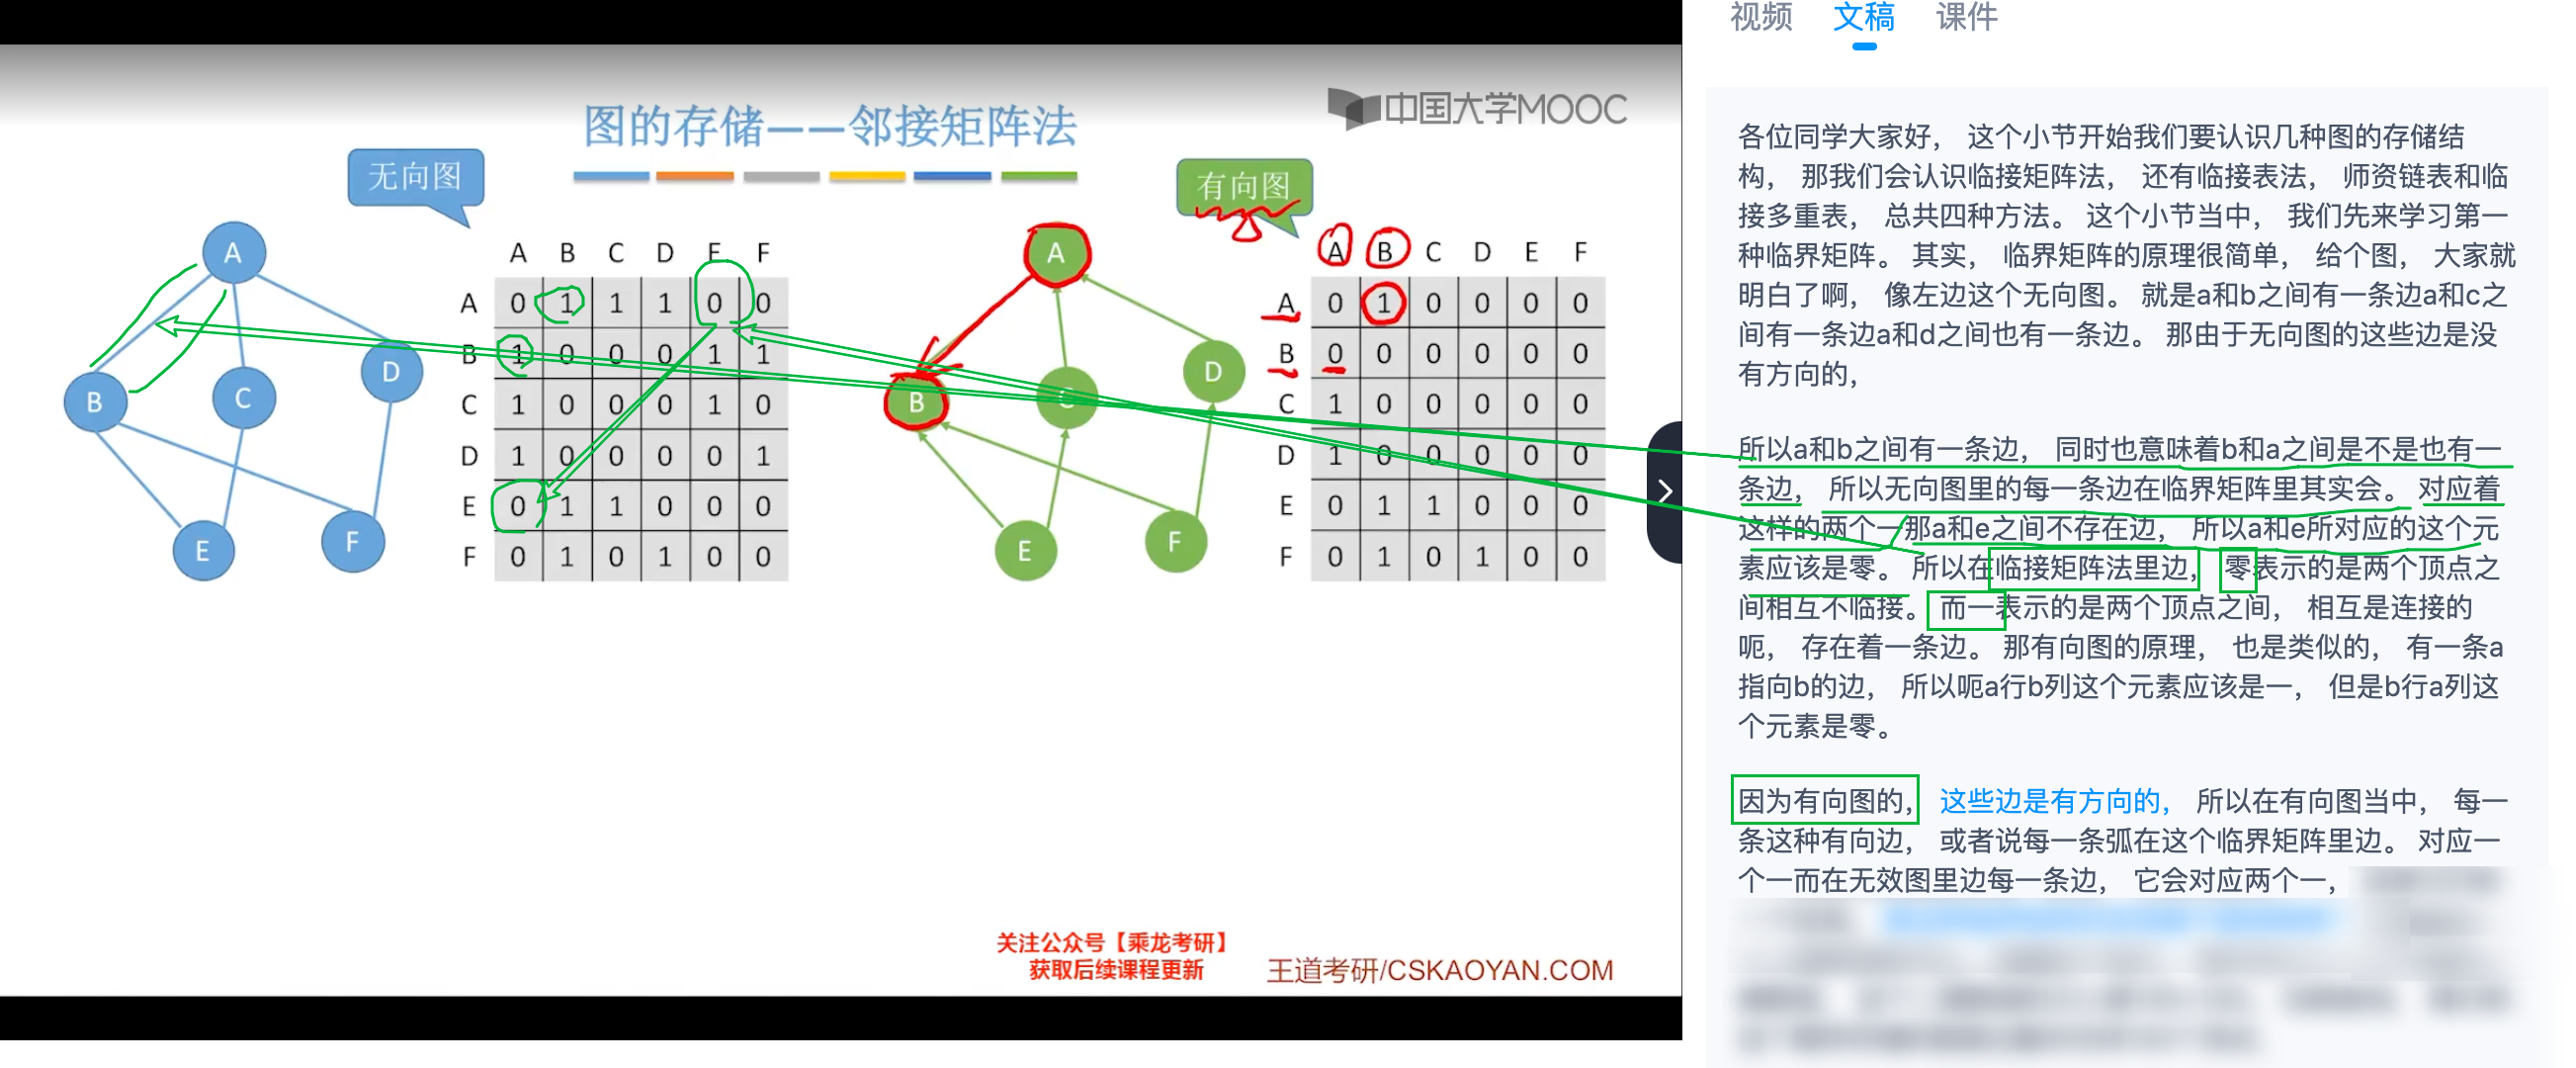 图的存储——邻接矩阵法
中国大学MOOC
无向图
A
B
C
D
E
F
A B C D E F
A 0 1 1 1 0 0
B 1 0 0 0 1 1
C 1 0 0 0 1 0
D 1 0 0 0 0 1
E 0 1 1 0 0 0
F 0 1 0 1 0 0
有向图
A
B
C
D
E
F
A B C D E F
A 0 1 0 0 0 0
B 0 0 0 0 0 0
C 1 0 0 0 0 0
D 1 0 0 0 0 0
E 0 1 1 0 0 0
F 0 1 0 1 0 0
关注公众号【乘龙考研】
获取后续课程更新
王道考研/CSKAOYAN.COM
视频 文稿 课件
各位同学大家好， 这个小节开始我们要认识几种图的存储结
构， 那我们会认识临接矩阵法， 还有临接表法， 师资链表和临
接多重表， 总共四种方法。 这个小节当中， 我们先来学习第一
种临界矩阵。 其实， 临界矩阵的原理很简单， 给个图， 大家就
明白了啊， 像左边这个无向图。 就是a和b之间有一条边a和c之
间有一条边a和d之间也有一条边。 那由于无向图的这些边是没
有方向的，
所以a和b之间有一条边， 同时也意味着b和a之间是不是也有一
条边， 所以无向图里的每一条边在临界矩阵里其实会。 对应着
这样的两个一那a和e之间不存在边， 所以a和e所对应的这个元
素应该是零。 所以在临接矩阵法里边， 零表示的是两个顶点之
间相互不临接。 而一表示的是两个顶点之间， 相互是连接的
呃， 存在着一条边。 那有向图的原理， 也是类似的， 有一条a
指向b的边， 所以呃a行b列这个元素应该是一， 但是b行a列这
个元素是零。
因为有向图的， 这些边是有方向的， 所以在有向图当中， 每一
条这种有向边， 或者说每一条弧在这个临界矩阵里边。 对应一
个一而在无效图里边每一条边， 它会对应两个一，